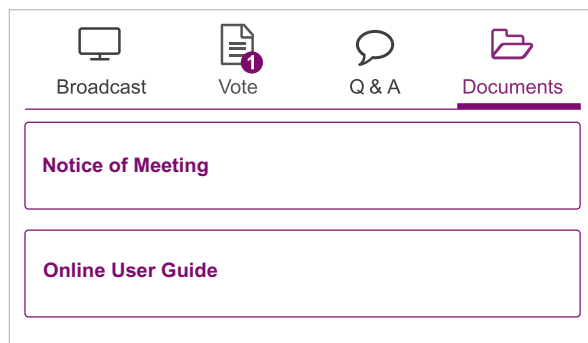 1
Broadcast
Vote
Q & A
Documents
Notice of Meeting
Online User Guide